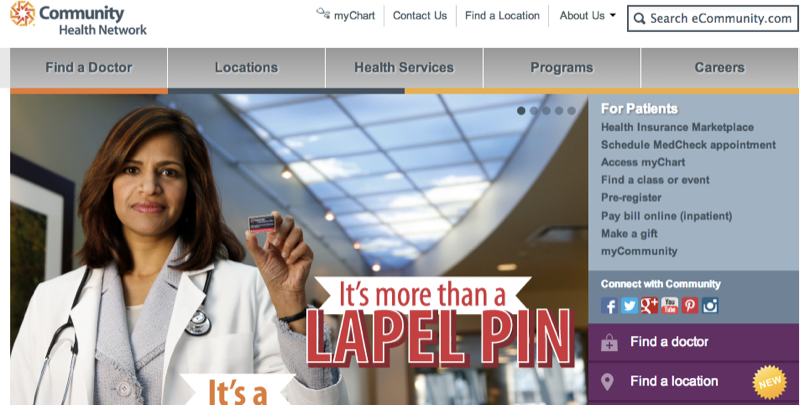 Community
Health Network
myChart
Contact Us
Find a Location
About Us
Search eCommunity.com
Find a Doctor
Locations
Health Services
Programs
Careers
It's more than a
LAPEL PIN
It's a
For Patients
Health Insurance Marketplace
Schedule MedCheck appointment
Access myChart
Find a class or event
Pre-register
Pay bill online (inpatient)
Make a gift
myCommunity
Connect with Community
You
Tube
Find a doctor
Find a location
NEW